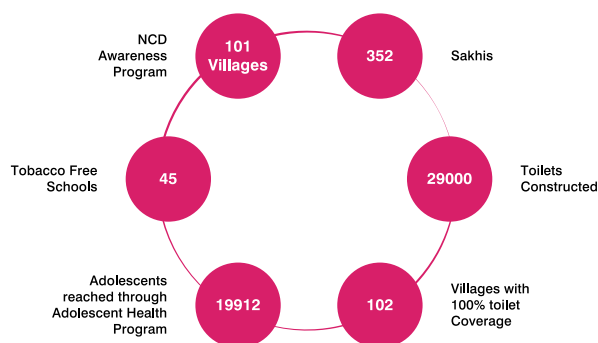 NCD
Awareness
Program
101
Villages
352
Sakhis
Tobacco Free
Schools
45
29000
Toilets
Constructed
Adolescents
reached through
Adolescent Health
Program
19912
102
Villages with
100% toilet
Coverage